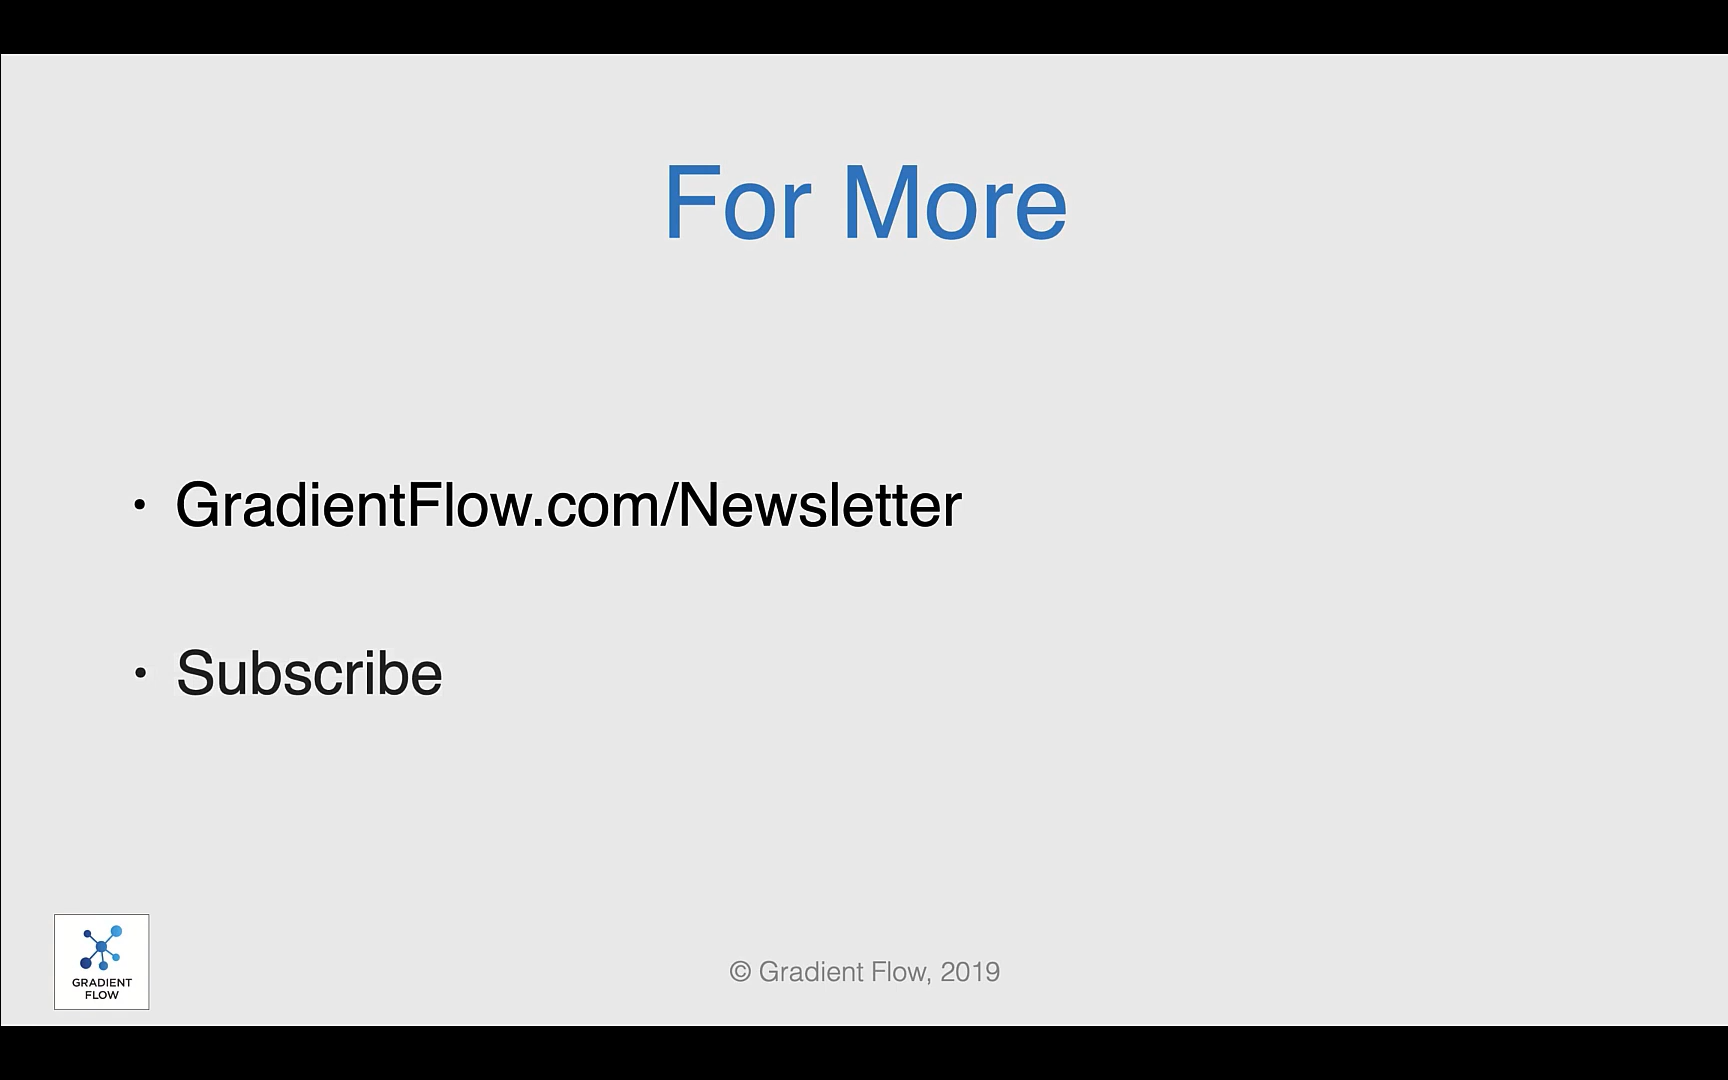 For More
• GradientFlow.com/Newsletter
• Subscribe
GRADIENT
FLOW
© Gradient Flow, 2019